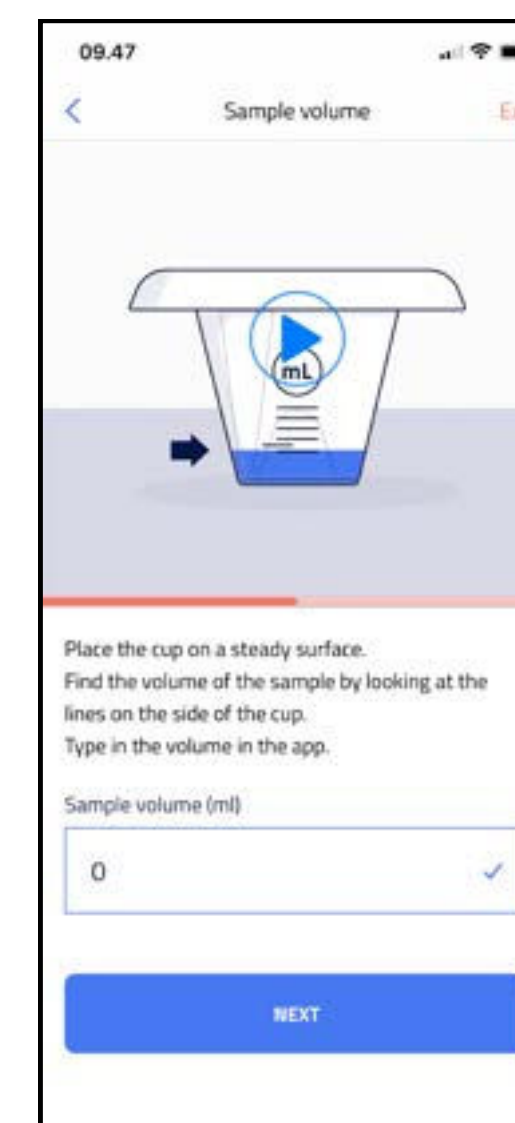 09.47
Sample volume
mL
Place the cup on a steady surface.
Find the volume of the sample by looking at the
lines on the side of the cup.
Type in the volume in the app.
Sample volume (ml)
0
NEXT